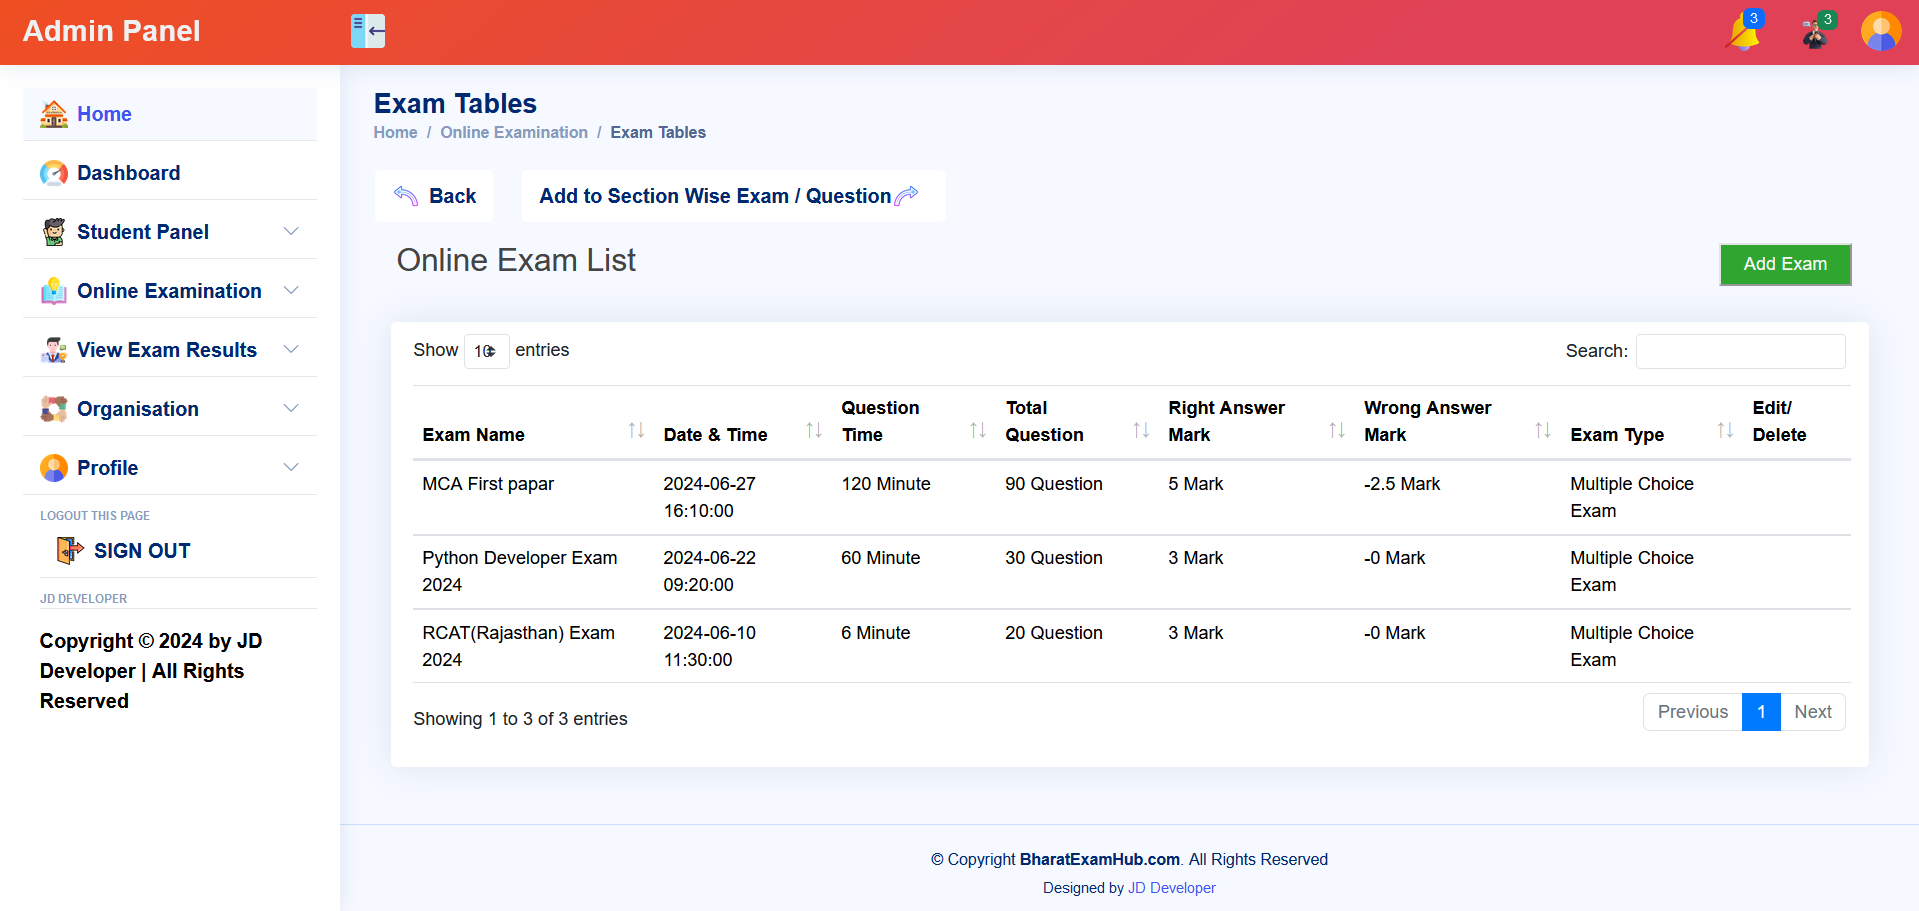 Admin Panel
3
3
Home
Dashboard
Student Panel
Online Examination
View Exam Results
Organisation
Profile
LOGOUT THIS PAGE
SIGN OUT
JD DEVELOPER
Copyright © 2024 by JD
Developer | All Rights
Reserved
Exam Tables
Home / Online Examination / Exam Tables
Back
Add to Section Wise Exam / Question
Online Exam List
Add Exam
Show 10 entries
Search:
Exam Name
Date & Time
Question
Time
Total
Question
Right Answer
Mark
Wrong Answer
Mark
Exam Type
Edit/
Delete
MCA First papar
2024-06-27
16:10:00
120 Minute
90 Question
5 Mark
-2.5 Mark
Multiple Choice
Exam
Python Developer Exam
2024
2024-06-22
09:20:00
60 Minute
30 Question
3 Mark
-0 Mark
Multiple Choice
Exam
RCAT(Rajasthan) Exam
2024
2024-06-10
11:30:00
6 Minute
20 Question
3 Mark
-0 Mark
Multiple Choice
Exam
Showing 1 to 3 of 3 entries
Previous 1 Next
© Copyright BharatExamHub.com. All Rights Reserved
Designed by JD Developer